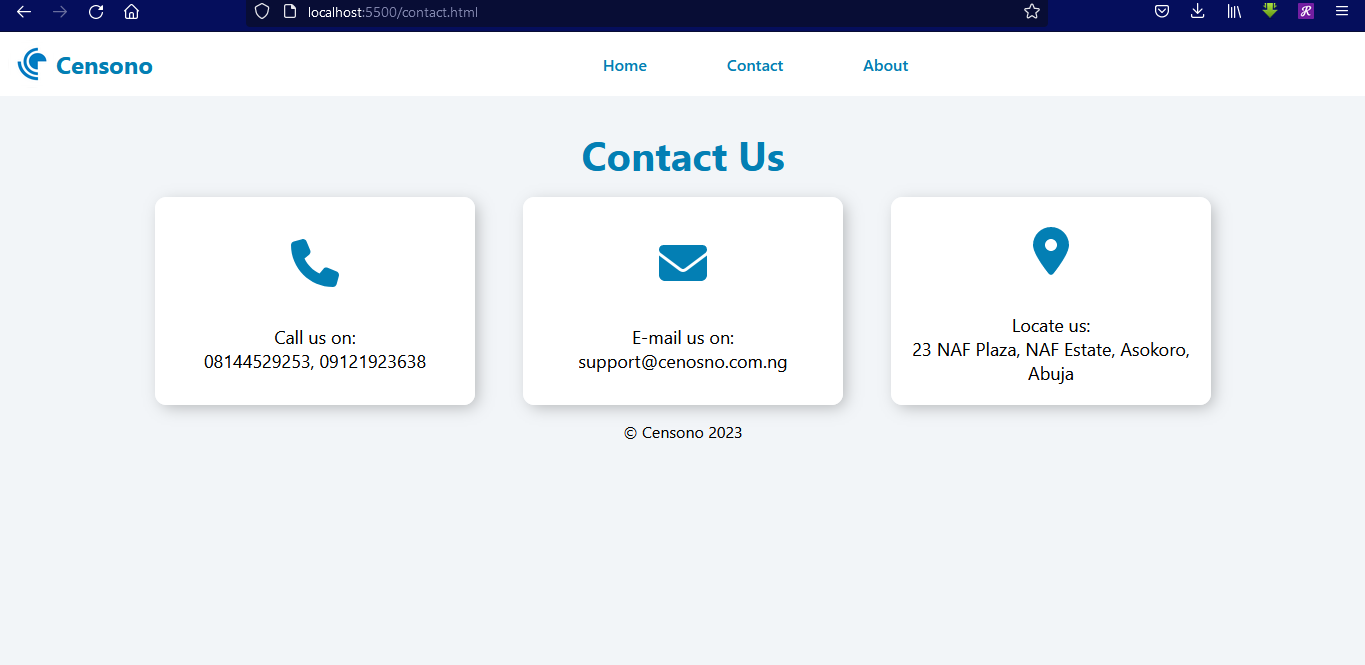 localhost:5500/contact.html
Censono
Home Contact About
Contact Us
Call us on:
08144529253, 09121923638
E-mail us on:
support@cenosno.com.ng
Locate us:
23 NAF Plaza, NAF Estate, Asokoro,
Abuja
© Censono 2023